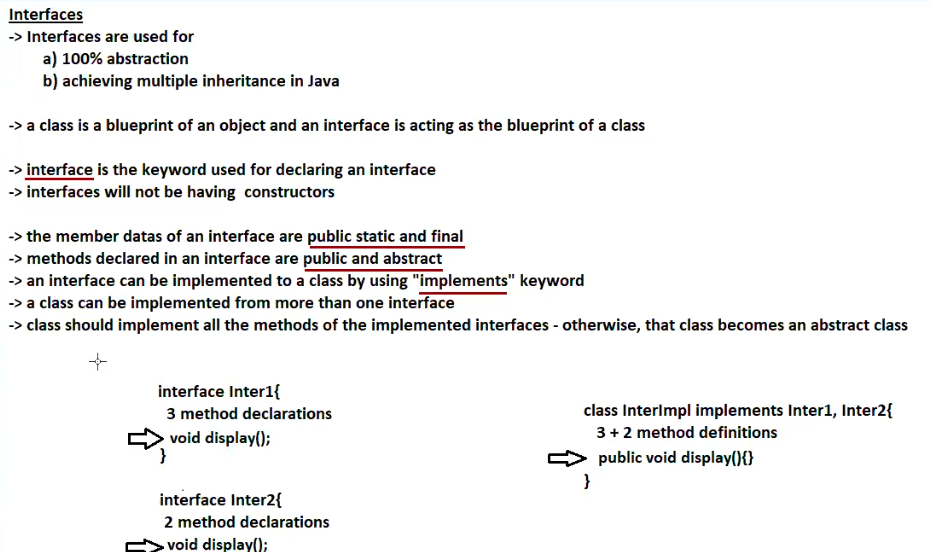 Interfaces
-> Interfaces are used for
a) 100% abstraction
b) achieving multiple inheritance in Java
-> a class is a blueprint of an object and an interface is acting as the blueprint of a class
-> interface is the keyword used for declaring an interface
-> interfaces will not be having constructors
-> the member datas of an interface are public static and final
-> methods declared in an interface are public and abstract
-> an interface can be implemented to a class by using "implements" keyword
-> a class can be implemented from more than one interface
-> class should implement all the methods of the implemented interfaces - otherwise, that class becomes an abstract class
interface Inter1{
3 method declarations
void display();
}
interface Inter2{
2 method declarations
void display();
class InterImpl implements Inter1, Inter2{
3 + 2 method definitions
public void display(){}
}